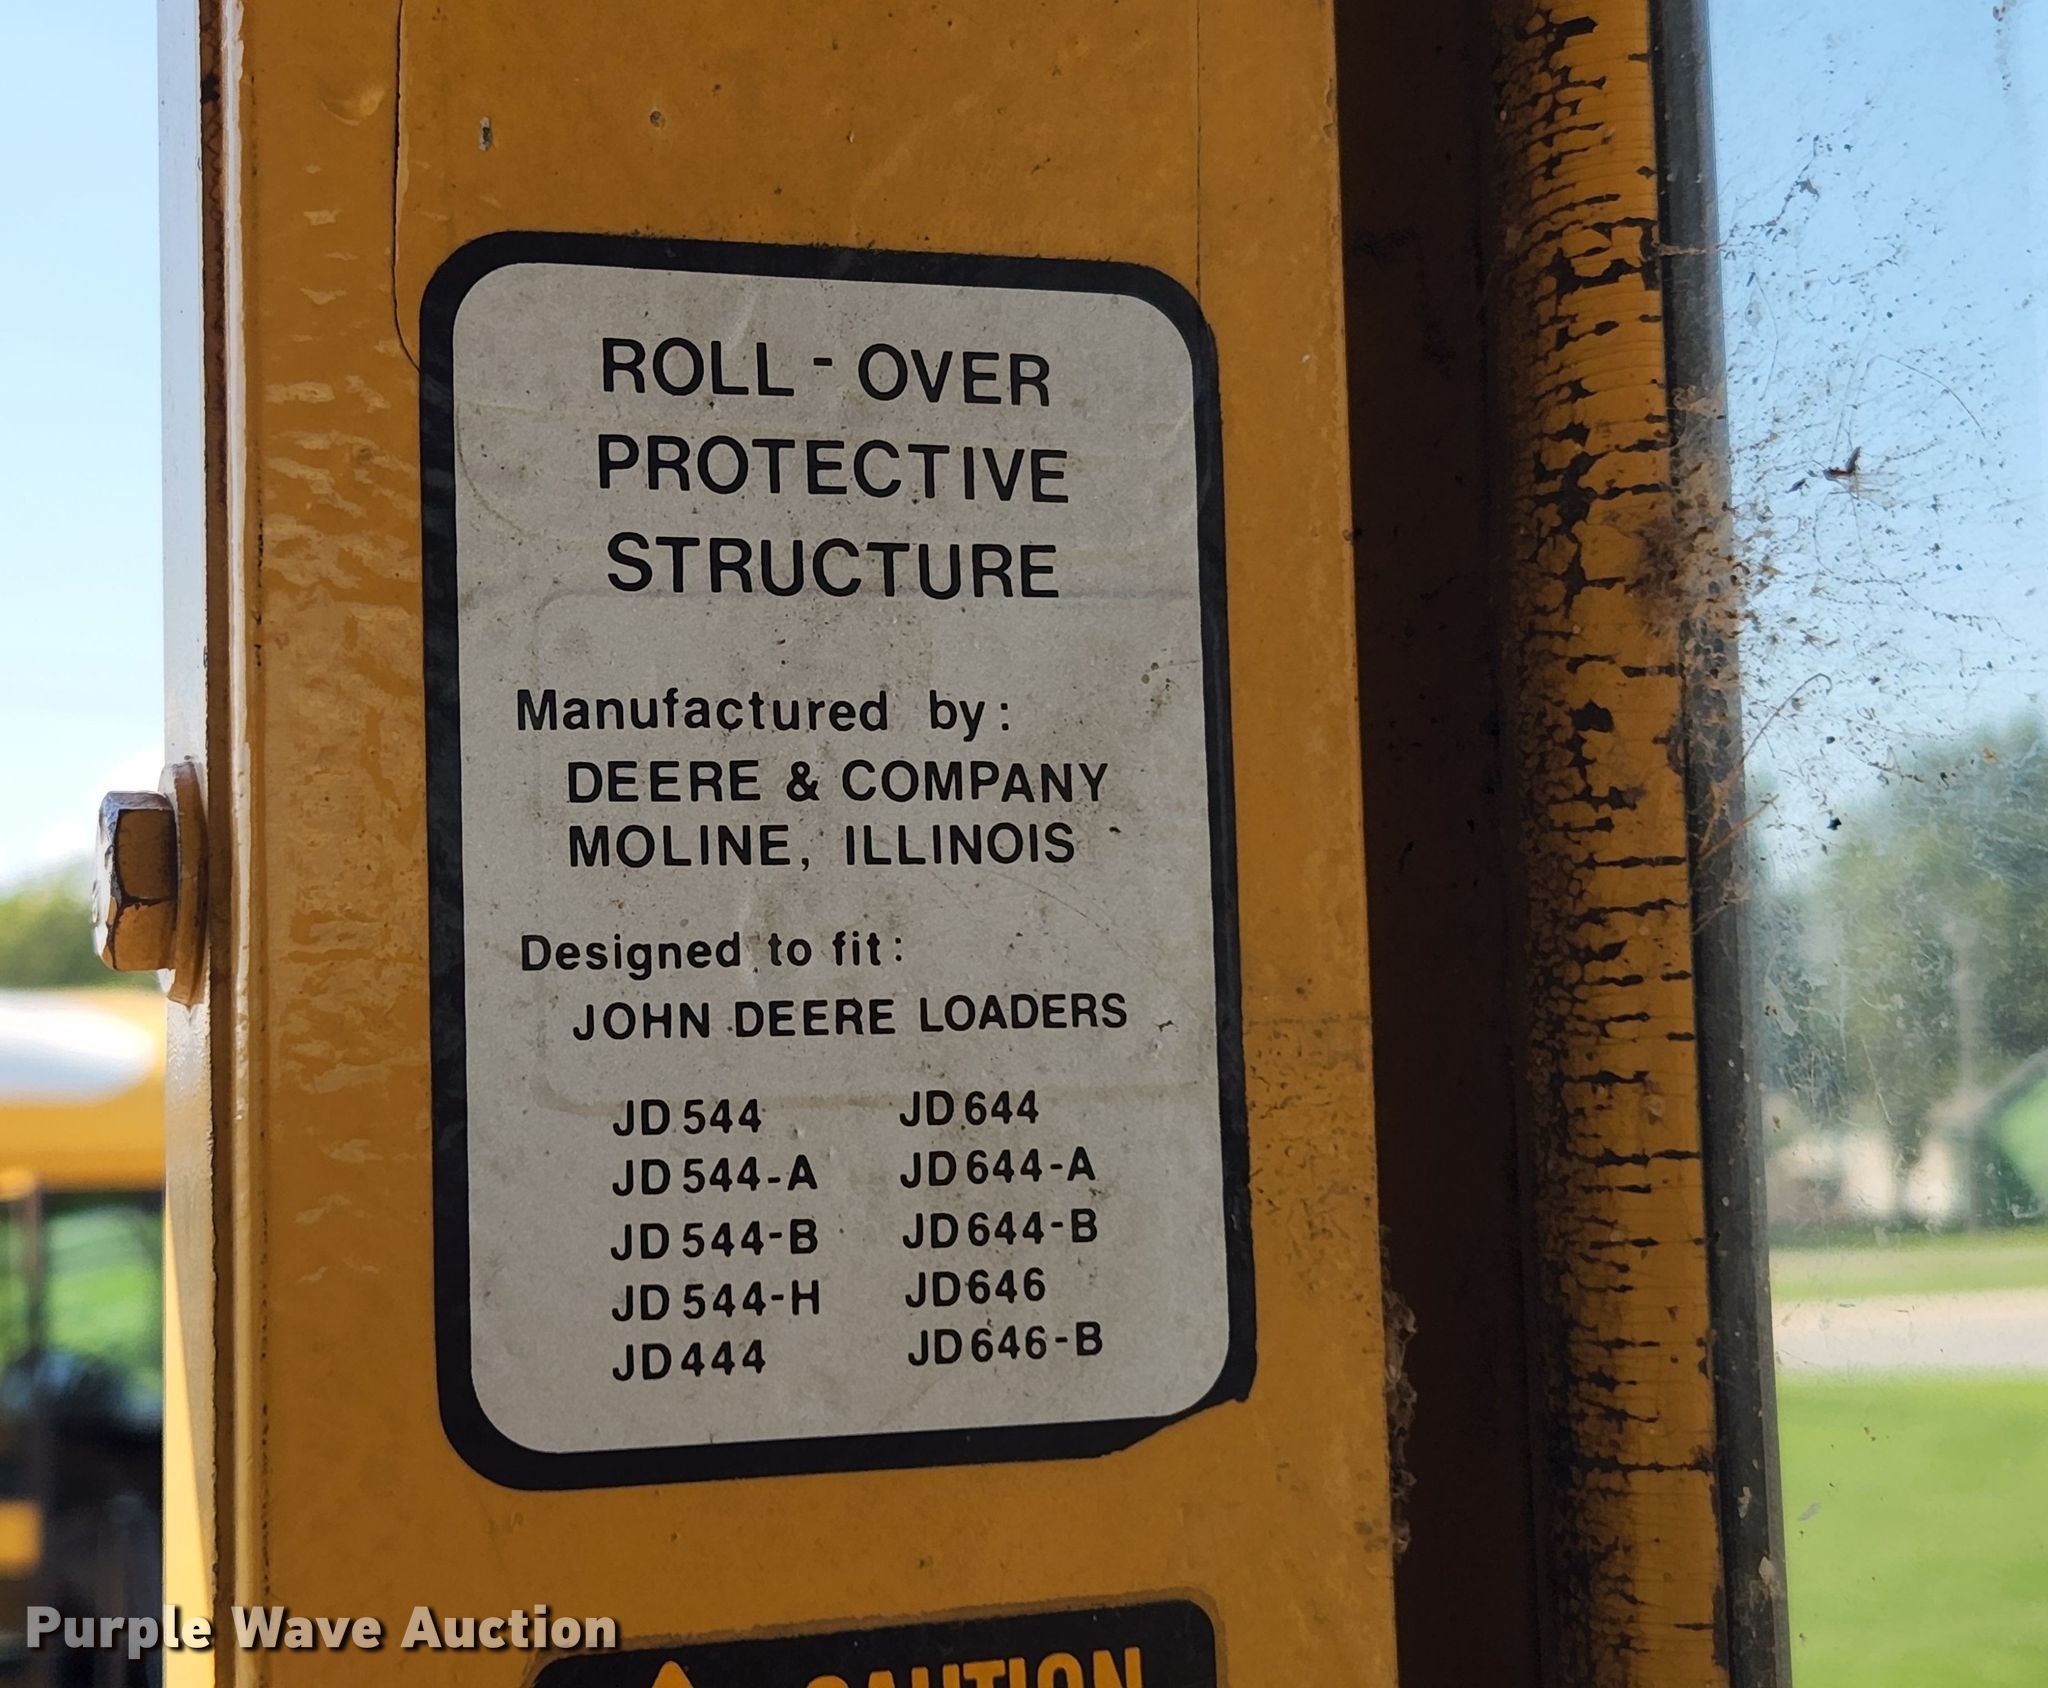 ROLL - OVER
PROTECTIVE
STRUCTURE
Manufactured by:
DEERE & COMPANY
MOLINE, ILLINOIS
Designed to fit:
JOHN DEERE LOADERS
JD 544 JD 644
JD 544-A JD 644-A
JD 544-B JD 644-B
JD 544-H JD 646
JD 444 JD 646-B
CAUTION
Purple Wave Auction